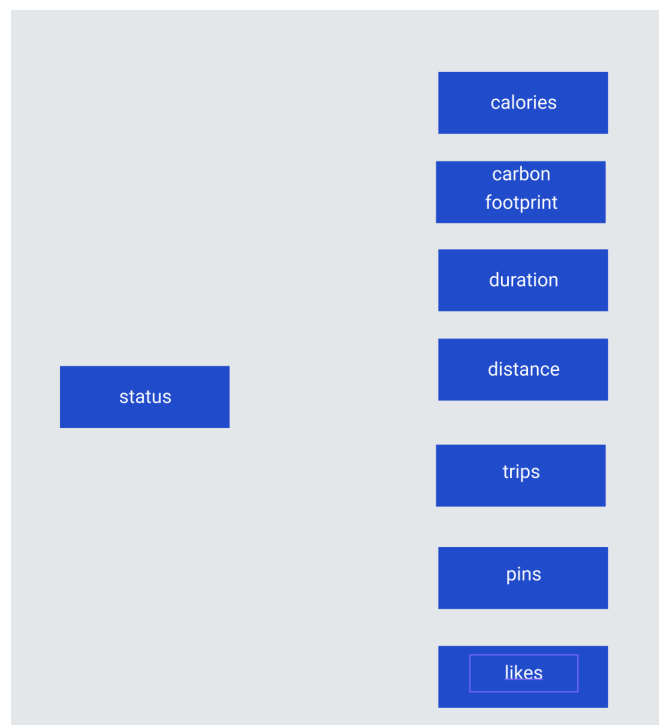 calories
carbon
footprint
duration
distance
status
trips
pins
likes